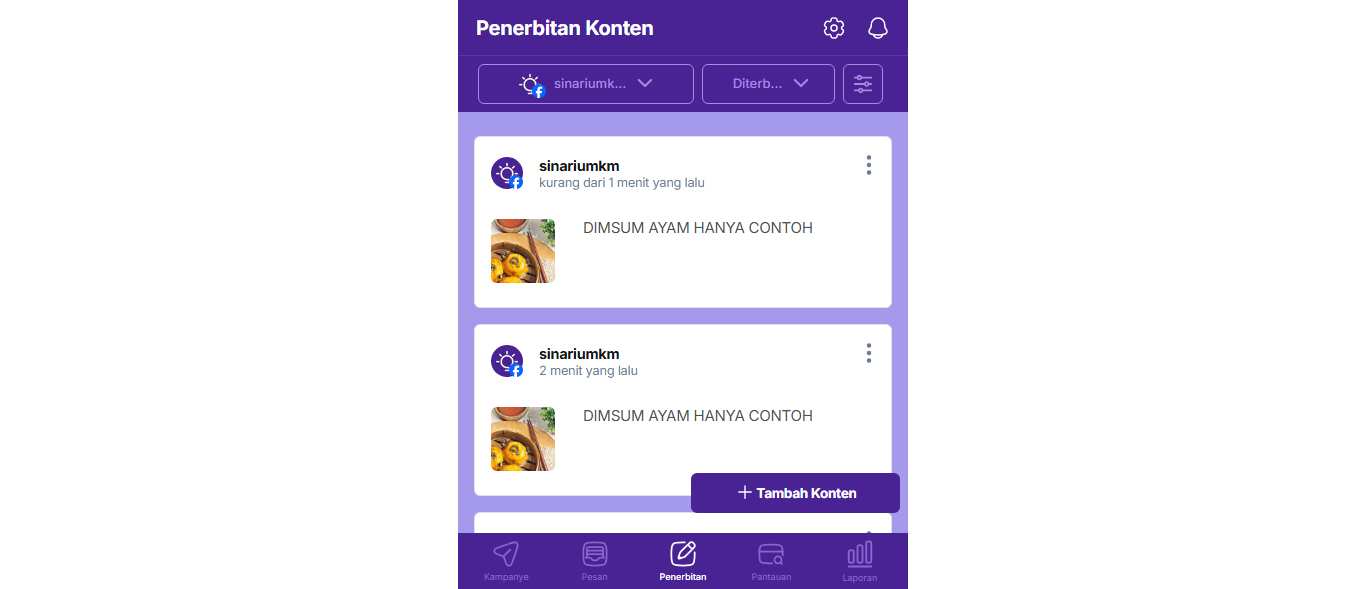 Penerbitan Konten
sinariumk...
Diterb...
sinariumkm
kurang dari 1 menit yang lalu
DIMSUM AYAM HANYA CONTOH
sinariumkm
2 menit yang lalu
DIMSUM AYAM HANYA CONTOH
Tambah Konten
Kampanye
Pesan
Penerbitan
Pantauan
Laporan